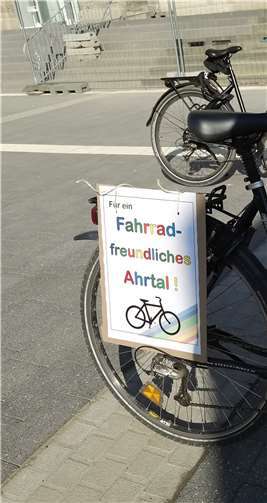 Für ein
Fahrrad-
freundliches
Ahrtal !